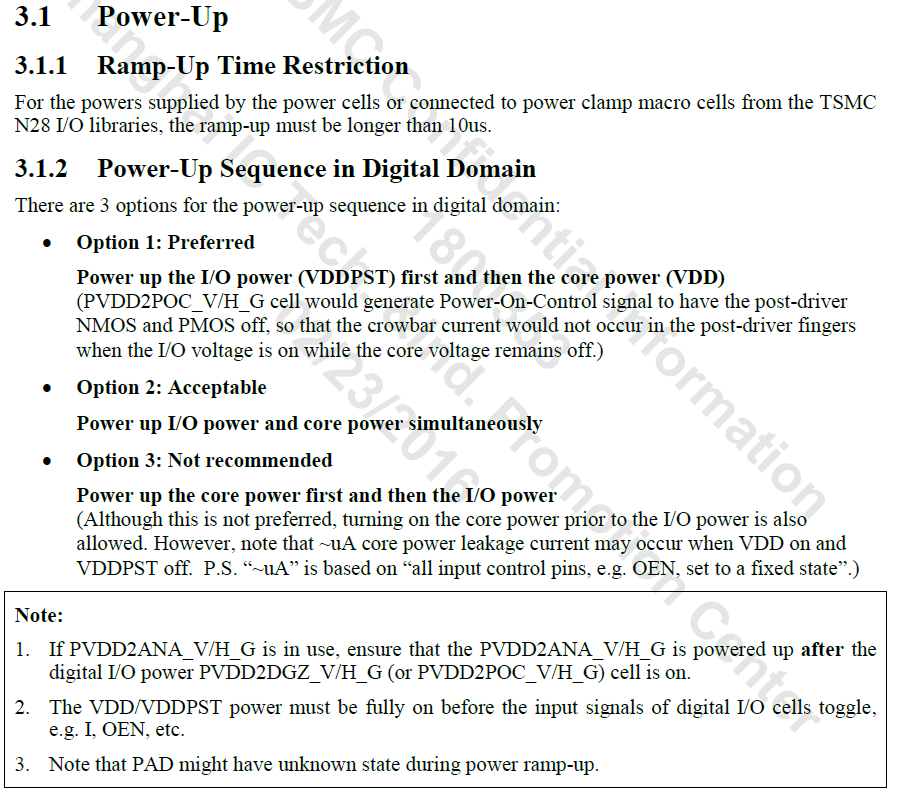 3.1 Power-Up
3.1.1 Ramp-Up Time Restriction
For the powers supplied by the power cells or connected to power clamp macro cells from the TSMC
N28 I/O libraries, the ramp-up must be longer than 10us.
3.1.2 Power-Up Sequence in Digital Domain
There are 3 options for the power-up sequence in digital domain:
• Option 1: Preferred
Power up the I/O power (VDDPST) first and then the core power (VDD)
(PVDD2POC_V/H_G cell would generate Power-On-Control signal to have the post-driver
NMOS and PMOS off, so that the crowbar current would not occur in the post-driver fingers
when the I/O voltage is on while the core voltage remains off.)
• Option 2: Acceptable
Power up I/O power and core power simultaneously
• Option 3: Not recommended
Power up the core power first and then the I/O power
(Although this is not preferred, turning on the core power prior to the I/O power is also
allowed. However, note that ~uA core power leakage current may occur when VDD on and
VDDPST off. P.S. “~uA” is based on “all input control pins, e.g. OEN, set to a fixed state”.)
Note:
1. If PVDD2ANA_V/H_G is in use, ensure that the PVDD2ANA_V/H_G is powered up after the
digital I/O power PVDD2DGZ_V/H_G (or PVDD2POC_V/H_G) cell is on.
2. The VDD/VDDPST power must be fully on before the input signals of digital I/O cells toggle,
e.g. I, OEN, etc.
3. Note that PAD might have unknown state during power ramp-up.
SMC Confidential Information
hanghai IC Tech. & Ind. Promotion Center
02/23/2016